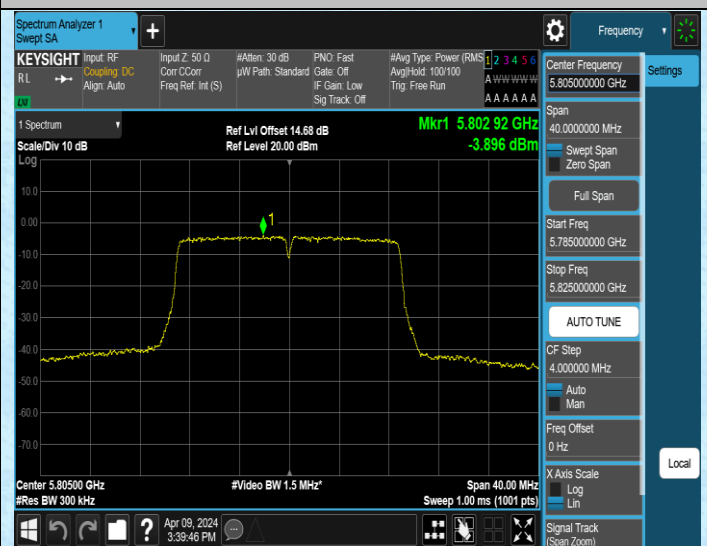 Spectrum Analyzer 1
Swept SA
+
Frequency
KEYSIGHT
RL
LXI
Input: RF
Coupling: DC
Align: Auto
Input Z: 50 Ω
Corr CCorr
Freq Ref: Int (S)
#Atten: 30 dB
µW Path: Standard
PNO: Fast
Gate: Off
IF Gain: Low
Sig Track: Off
#Avg Type: Power (RMS
Avg|Hold: 100/100
Trig: Free Run
1 2 3 4 5 6
A W W W W W
A A A A A A
1 Spectrum
Scale/Div 10 dB
Log
Ref Lvl Offset 14.68 dB
Ref Level 20.00 dBm
Mkr1 5.802 92 GHz
-3.896 dBm
10.0
0.00
-10.0
-20.0
-30.0
-40.0
-50.0
-60.0
-70.0
1
Center 5.80500 GHz
#Res BW 300 kHz
#Video BW 1.5 MHz*
Span 40.00 MHz
Sweep 1.00 ms (1001 pts)
?
Apr 09, 2024
3:39:46 PM
Center Frequency
5.805000000 GHz
Span
40.0000000 MHz
Swept Span
Zero Span
Full Span
Start Freq
5.785000000 GHz
Stop Freq
5.825000000 GHz
AUTO TUNE
CF Step
4.000000 MHz
Auto
Man
Freq Offset
0 Hz
X Axis Scale
Log
Lin
Signal Track
(Span Zoom)
Settings
Local